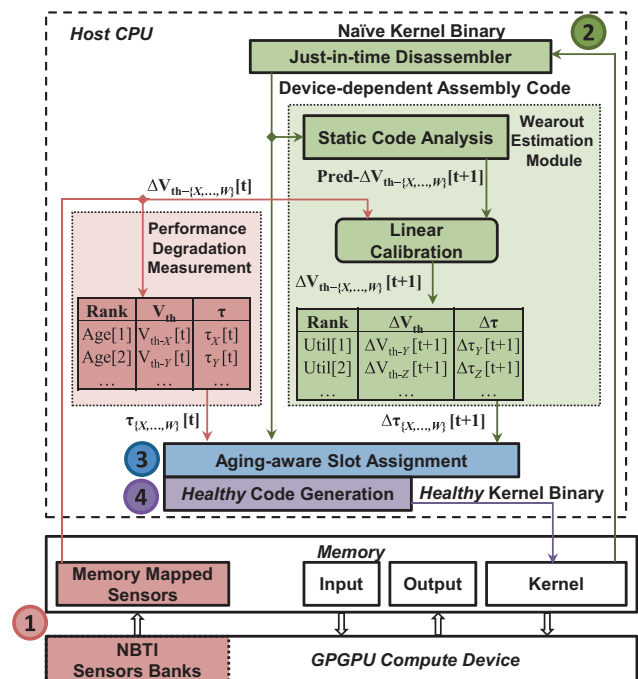 Host CPU
Naïve Kernel Binary
2
Just-in-time Disassembler
Device-dependent Assembly Code
Static Code Analysis
Wearout
Estimation
Module
Pred-ΔVth−{X,...,W}[t+1]
ΔVth−{X,...,W}[t]
Performance
Degradation
Measurement
Linear
Calibration
ΔVth−{X,...,W}[t+1]
Rank Vth τ
Age[1] Vth-X[t] τX[t]
Age[2] Vth-Y[t] τY[t]
... ... ...
Rank ΔVth Δτ
Util[1] ΔVth-Y[t+1] ΔτY[t+1]
Util[2] ΔVth-Z[t+1] ΔτZ[t+1]
... ... ...
τ{X,...,W}[t]
Δτ{X,...,W}[t+1]
3
Aging-aware Slot Assignment
4
Healthy Code Generation
Healthy Kernel Binary
Memory
Memory Mapped
Sensors
Input
Output
Kernel
1
NBTI
Sensors Banks
GPGPU Compute Device